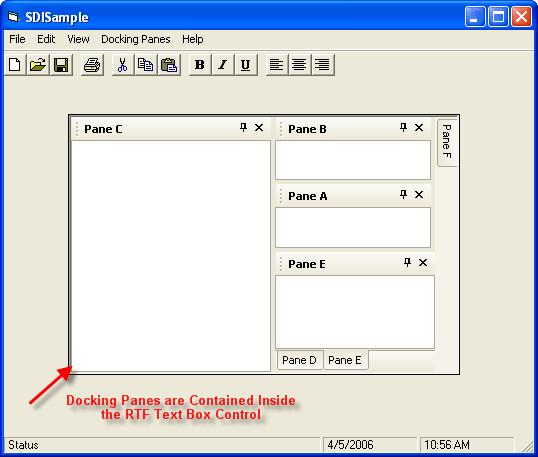 SDISample
File Edit View Docking Panes Help
B I U
Pane C
Pane B
Pane F
Pane A
Pane E
Pane D Pane E
Docking Panes are Contained Inside
the RTF Text Box Control
Status 4/5/2006 10:56 AM